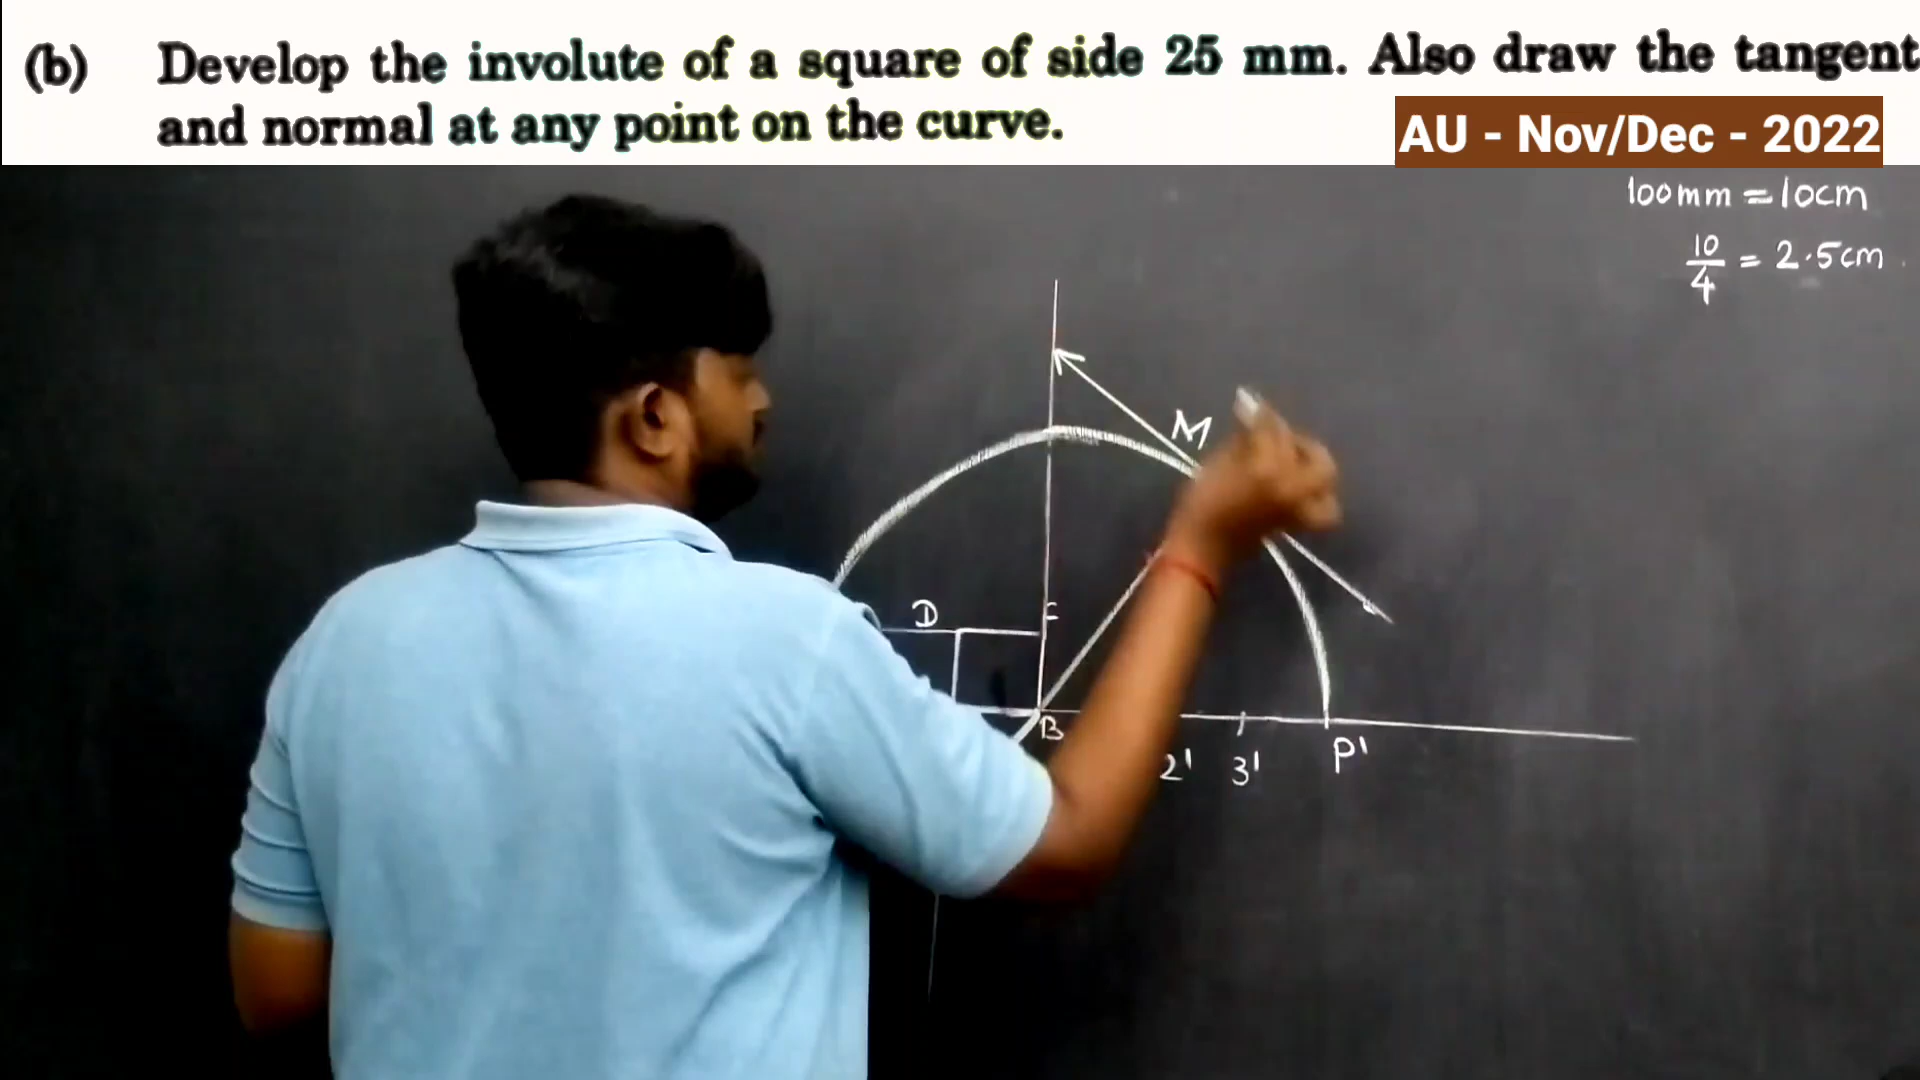 (b) Develop the involute of a square of side 25 mm. Also draw the tangent
and normal at any point on the curve.
AU - Nov/Dec - 2022
100mm = 10cm
10/4 = 2.5cm
M
D
B
2' 3' P'